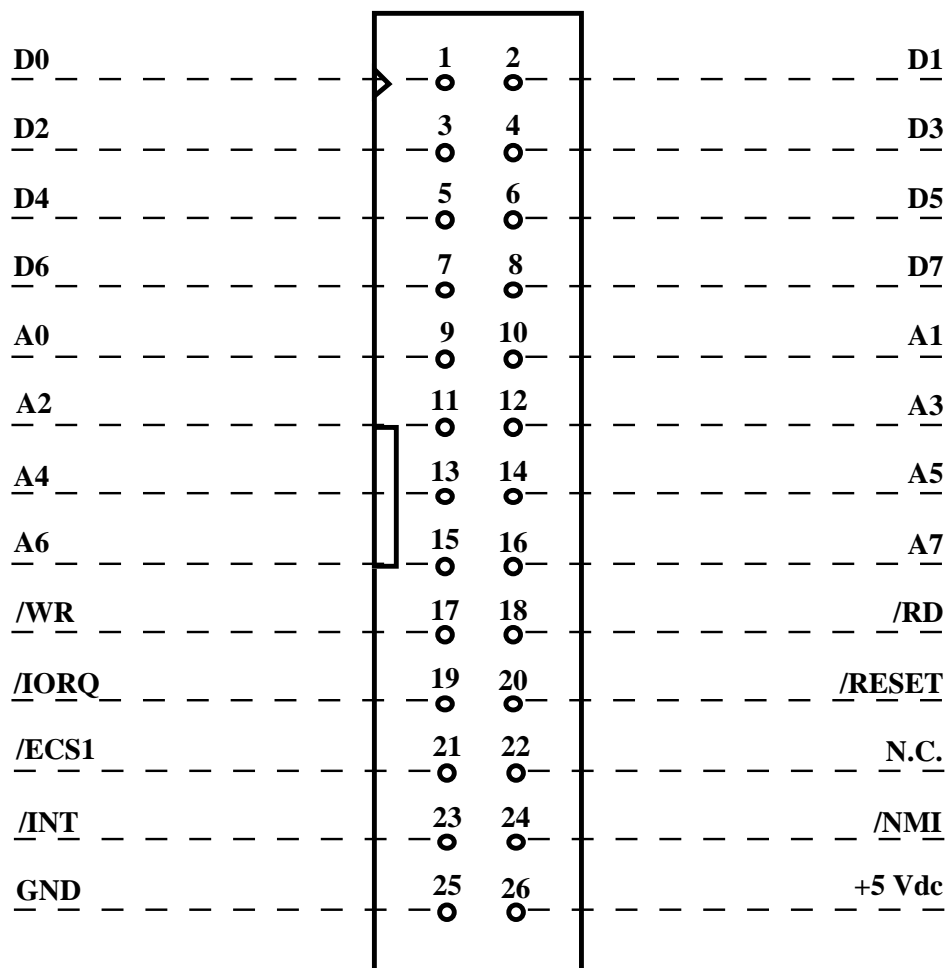 D0 1 2 D1
D2 3 4 D3
D4 5 6 D5
D6 7 8 D7
A0 9 10 A1
A2 11 12 A3
A4 13 14 A5
A6 15 16 A7
/WR 17 18 /RD
/IORQ 19 20 /RESET
/ECS1 21 22 N.C.
/INT 23 24 /NMI
GND 25 26 +5 Vdc